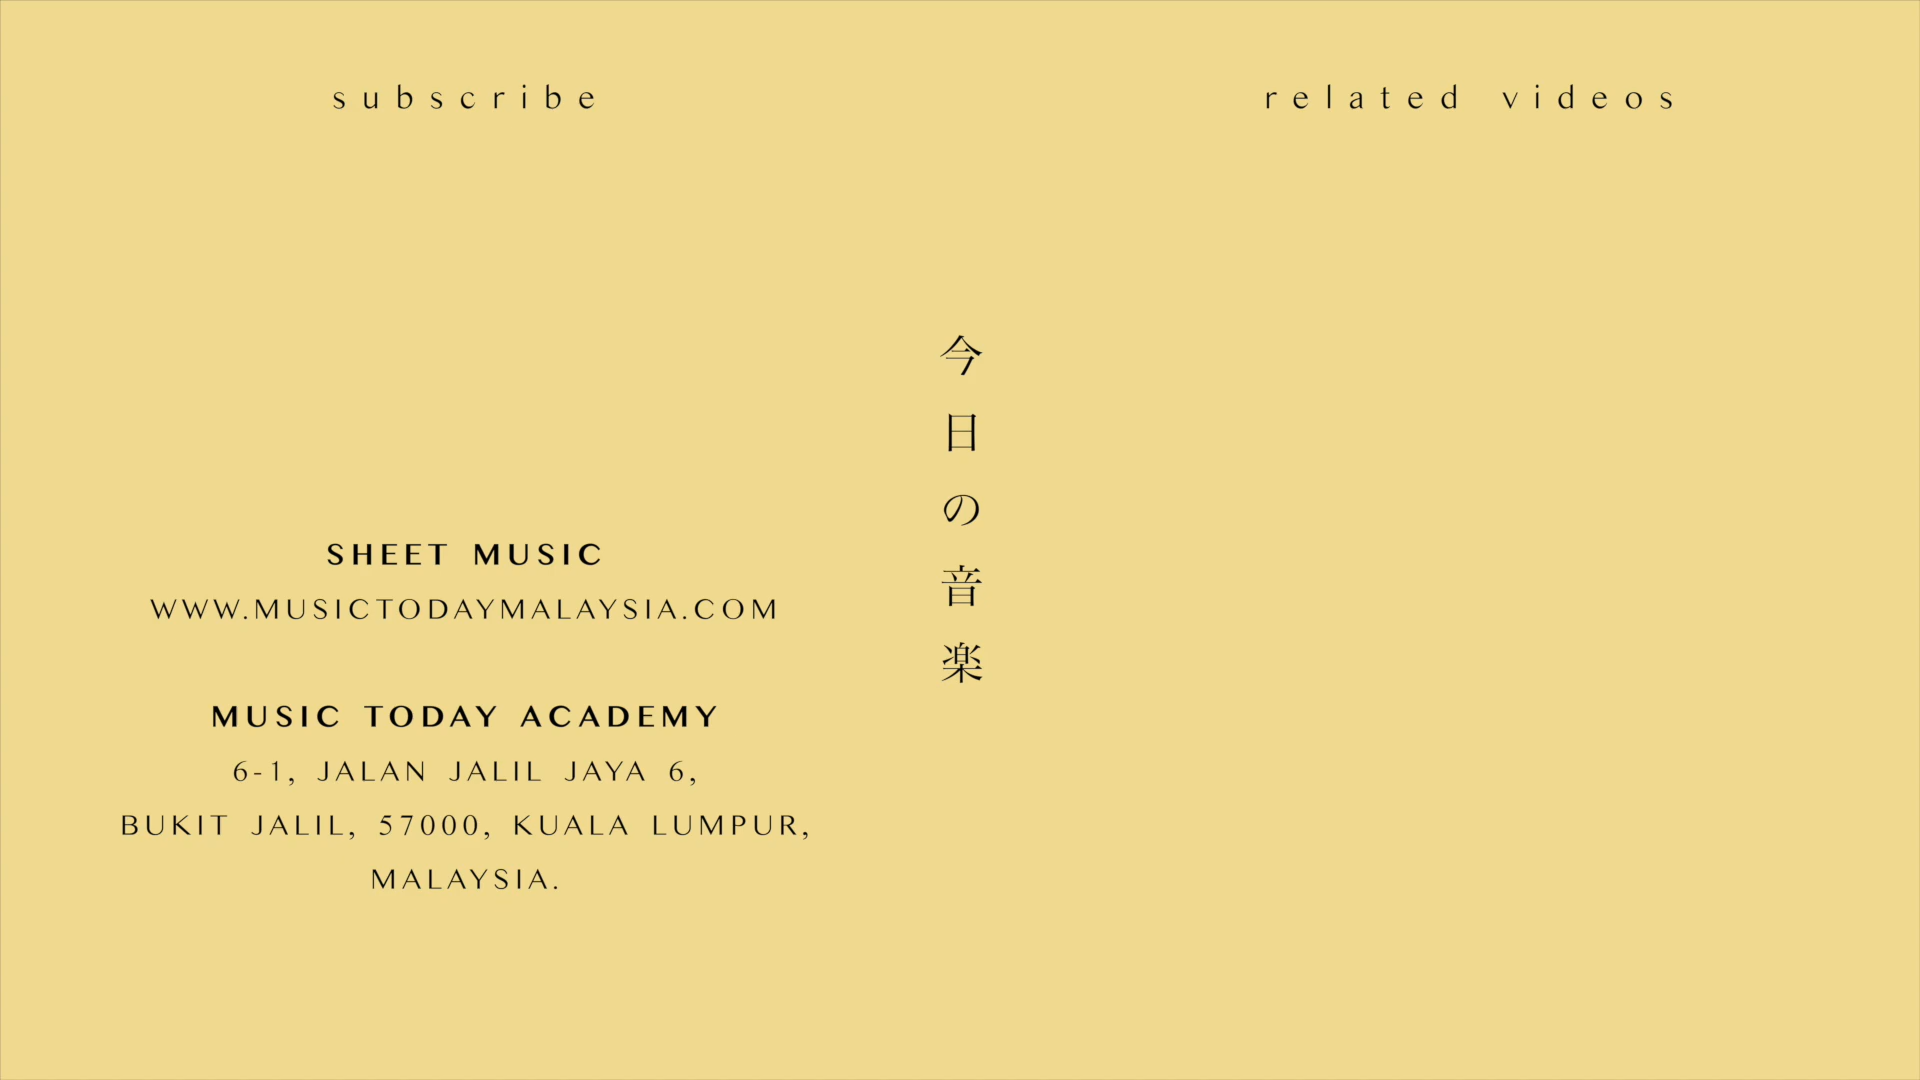 subscribe
related videos
今日の音楽
SHEET MUSIC
WWW.MUSICTODAYMALAYSIA.COM
MUSIC TODAY ACADEMY
6-1, JALAN JALIL JAYA 6,
BUKIT JALIL, 57000, KUALA LUMPUR,
MALAYSIA.